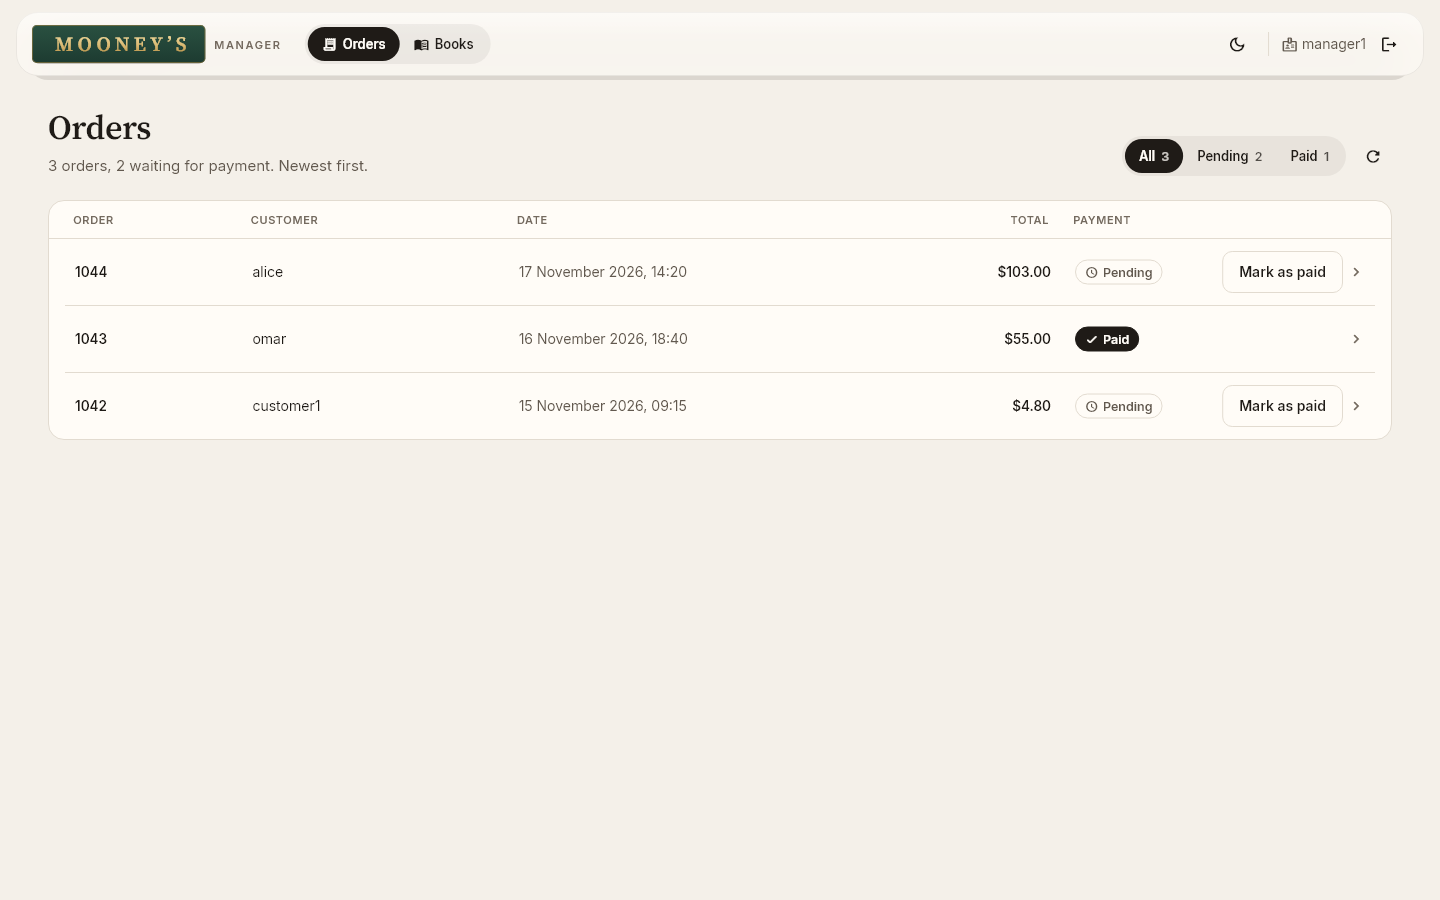 MOONEY’S MANAGER Orders Books manager1
Orders
3 orders, 2 waiting for payment. Newest first.
All 3 Pending 2 Paid 1
ORDER CUSTOMER DATE TOTAL PAYMENT
1044 alice 17 November 2026, 14:20 $103.00 Pending Mark as paid
1043 omar 16 November 2026, 18:40 $55.00 Paid
1042 customer1 15 November 2026, 09:15 $4.80 Pending Mark as paid